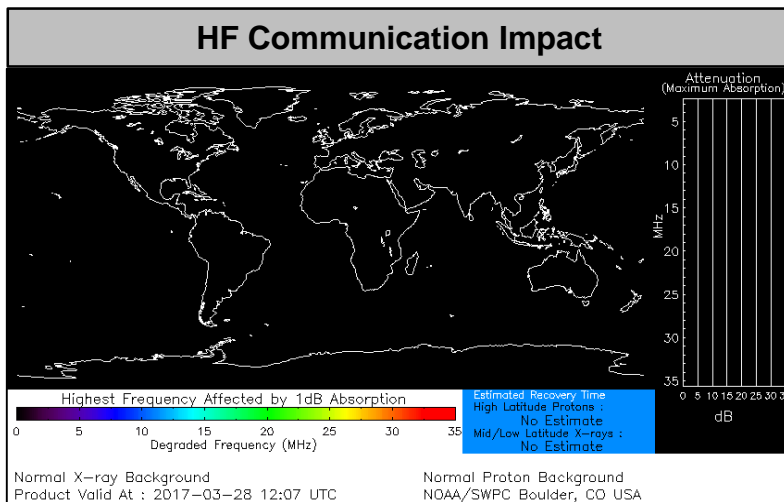 HF Communication Impact
Attenuation
(Maximum Absorption)
5
10
15
20
25
30
35
MHz
0 5 10 15 20 25 30
dB
Highest Frequency Affected by 1dB Absorption
0 5 10 15 20 25 30 35
Degraded Frequency (MHz)
Estimated Recovery Time
High Latitude Protons :
No Estimate
Mid/Low Latitude X-rays :
No Estimate
Normal X-ray Background
Normal Proton Background
Product Valid At : 2017-03-28 12:07 UTC
NOAA/SWPC Boulder, CO USA